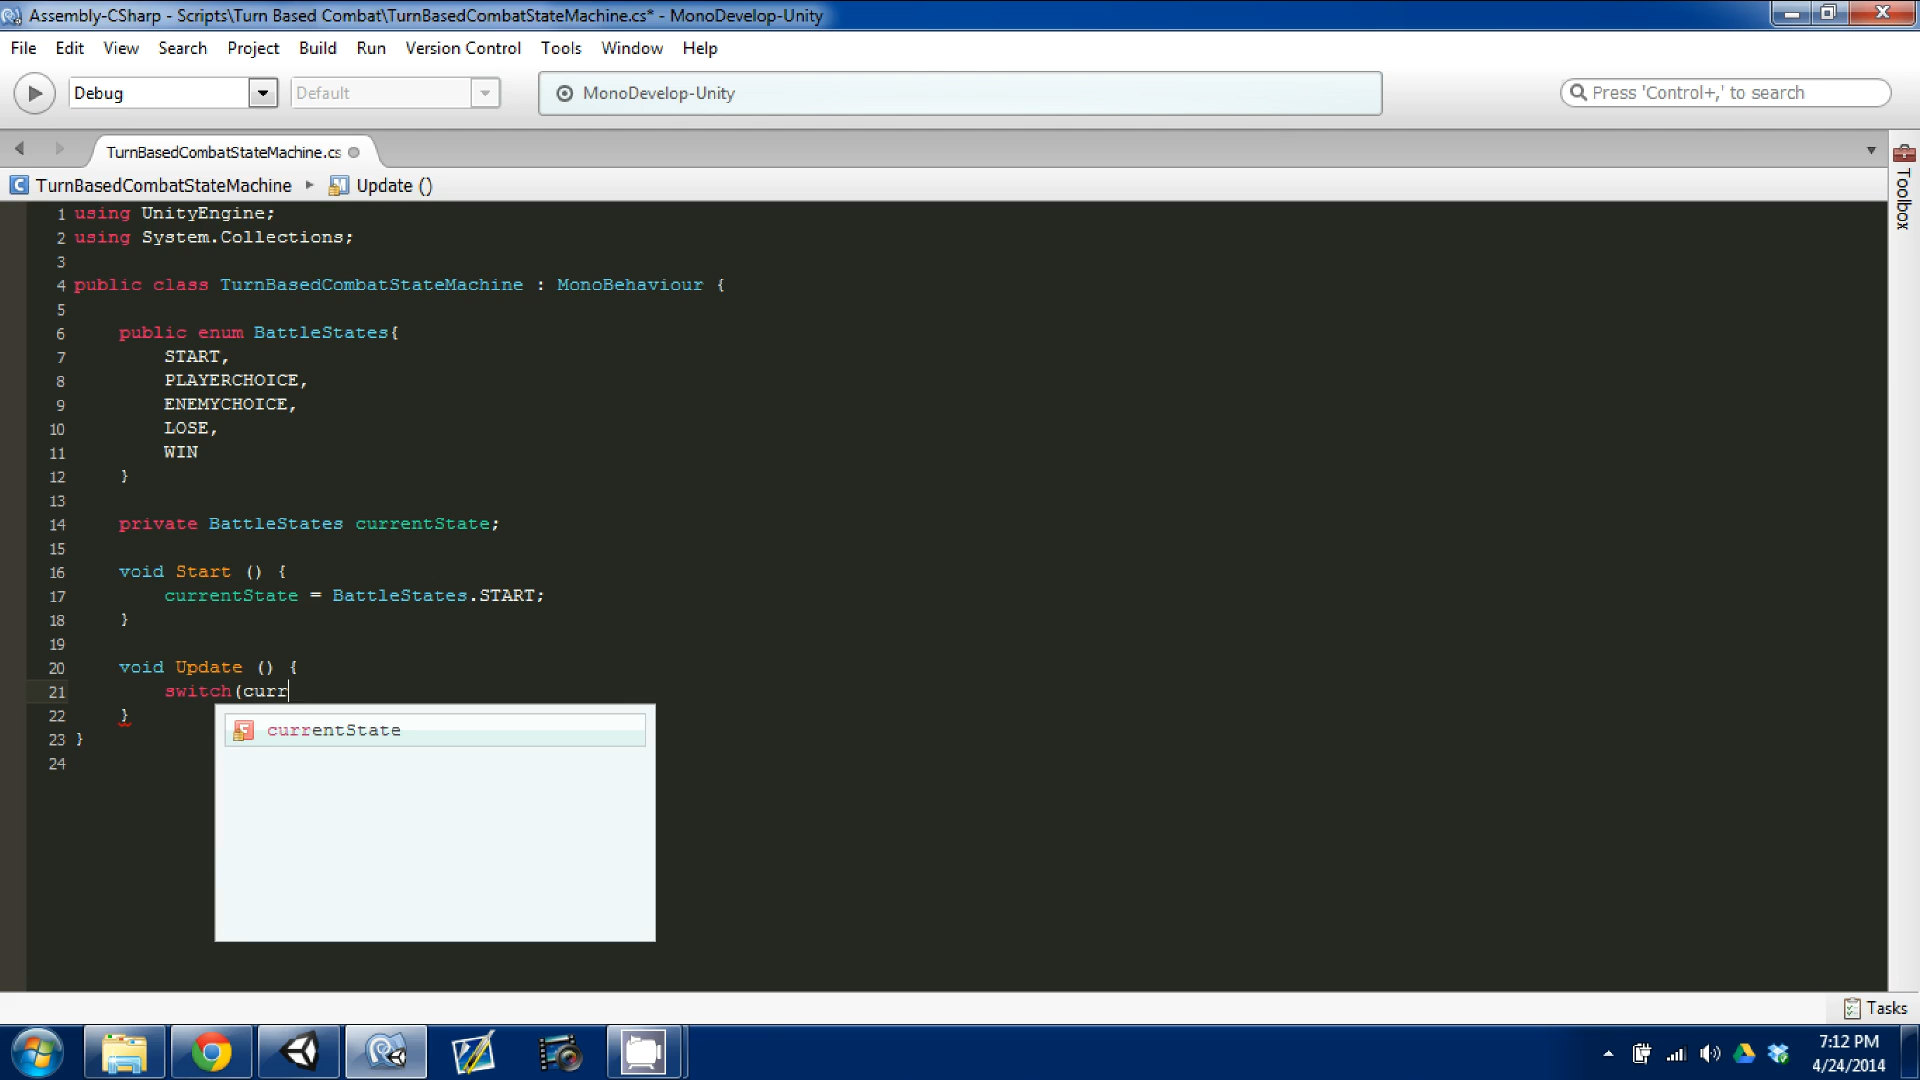 Assembly-CSharp - Scripts\Turn Based Combat\TurnBasedCombatStateMachine.cs* - MonoDevelop-Unity
File Edit View Search Project Build Run Version Control Tools Window Help
Debug Default MonoDevelop-Unity Press 'Control+,' to search
TurnBasedCombatStateMachine.cs
Toolbox
TurnBasedCombatStateMachine Update ()
1 using UnityEngine;
2 using System.Collections;
3
4 public class TurnBasedCombatStateMachine : MonoBehaviour {
5
6 public enum BattleStates{
7 START,
8 PLAYERCHOICE,
9 ENEMYCHOICE,
10 LOSE,
11 WIN
12 }
13
14 private BattleStates currentState;
15
16 void Start () {
17 currentState = BattleStates.START;
18 }
19
20 void Update () {
21 switch(curr
22 }
currentState
23 }
24
Tasks
7:12 PM
4/24/2014